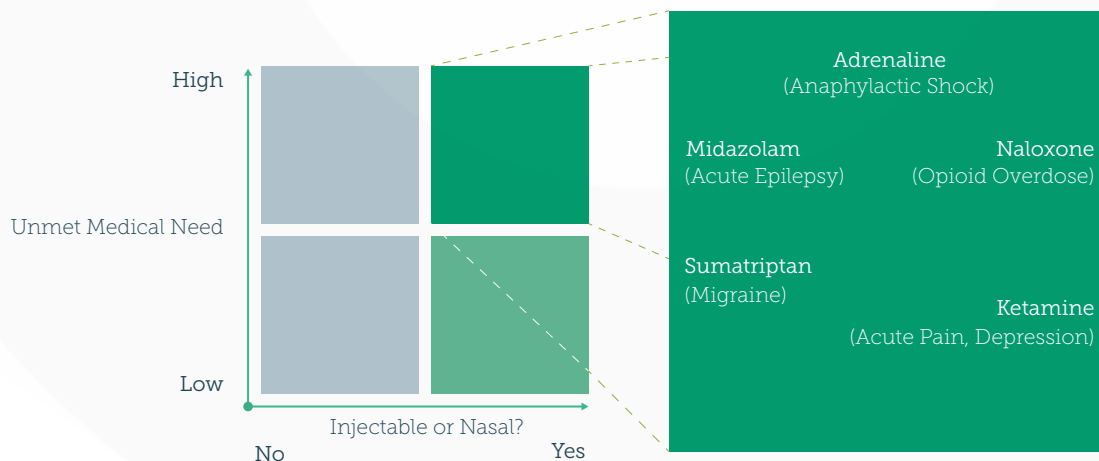 High
Unmet Medical Need
Low
Injectable or Nasal?
No
Yes
Adrenaline
(Anaphylactic Shock)
Midazolam
(Acute Epilepsy)
Naloxone
(Opioid Overdose)
Sumatriptan
(Migraine)
Ketamine
(Acute Pain, Depression)